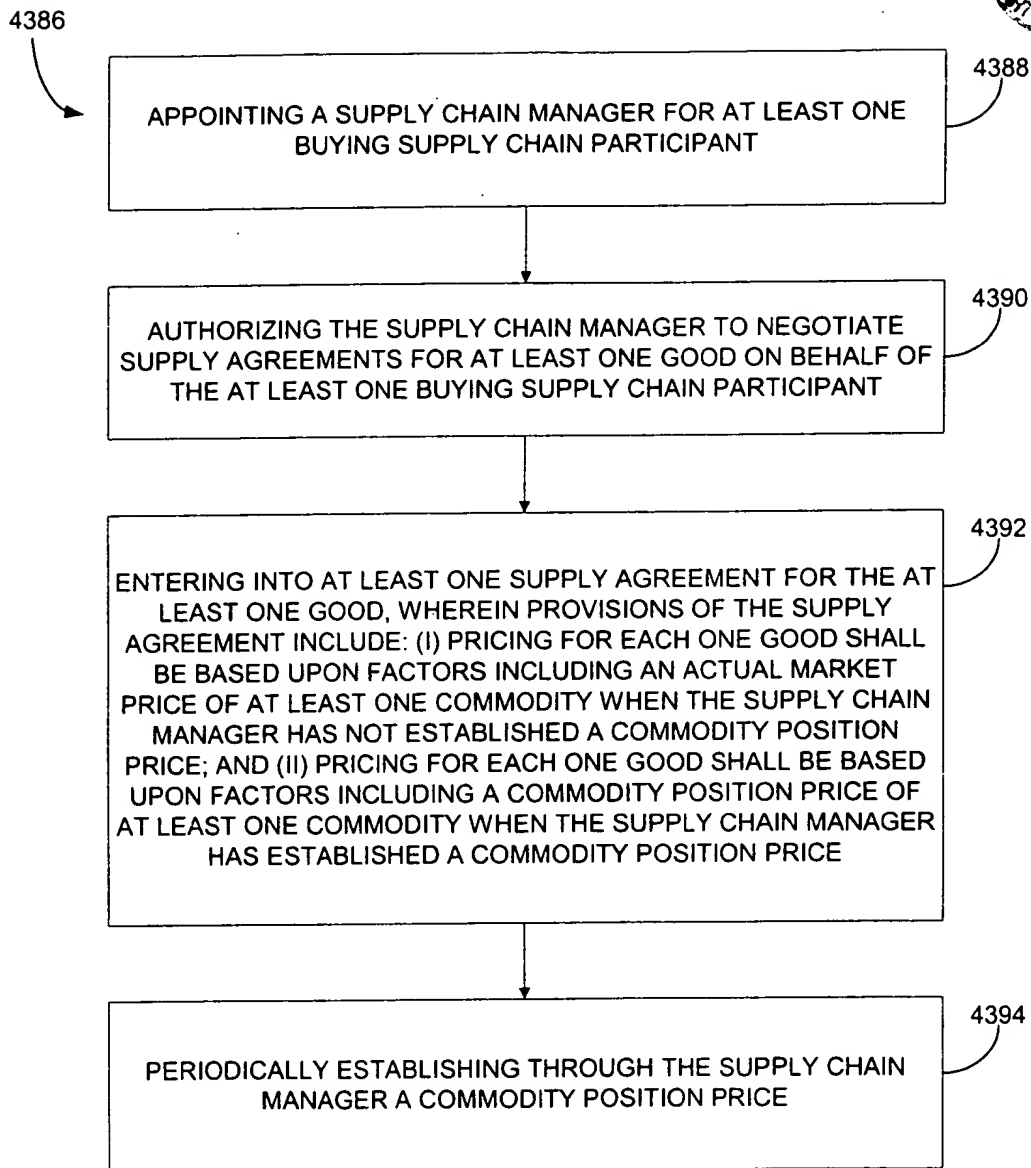 4386
4388
APPOINTING A SUPPLY CHAIN MANAGER FOR AT LEAST ONE
BUYING SUPPLY CHAIN PARTICIPANT
4390
AUTHORIZING THE SUPPLY CHAIN MANAGER TO NEGOTIATE
SUPPLY AGREEMENTS FOR AT LEAST ONE GOOD ON BEHALF OF
THE AT LEAST ONE BUYING SUPPLY CHAIN PARTICIPANT
4392
ENTERING INTO AT LEAST ONE SUPPLY AGREEMENT FOR THE AT
LEAST ONE GOOD, WHEREIN PROVISIONS OF THE SUPPLY
AGREEMENT INCLUDE: (I) PRICING FOR EACH ONE GOOD SHALL
BE BASED UPON FACTORS INCLUDING AN ACTUAL MARKET
PRICE OF AT LEAST ONE COMMODITY WHEN THE SUPPLY CHAIN
MANAGER HAS NOT ESTABLISHED A COMMODITY POSITION
PRICE; AND (II) PRICING FOR EACH ONE GOOD SHALL BE BASED
UPON FACTORS INCLUDING A COMMODITY POSITION PRICE OF
AT LEAST ONE COMMODITY WHEN THE SUPPLY CHAIN MANAGER
HAS ESTABLISHED A COMMODITY POSITION PRICE
4394
PERIODICALLY ESTABLISHING THROUGH THE SUPPLY CHAIN
MANAGER A COMMODITY POSITION PRICE